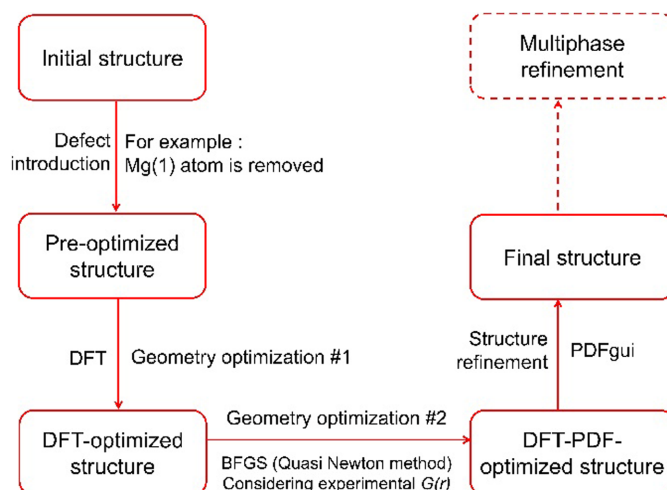 Initial structure
Defect
introduction
For example :
Mg(1) atom is removed
Pre-optimized
structure
DFT
Geometry optimization #1
DFT-optimized
structure
Geometry optimization #2
BFGS (Quasi Newton method)
Considering experimental G(r)
DFT-PDF-
optimized structure
Structure
refinement
PDFgui
Final structure
Multiphase
refinement